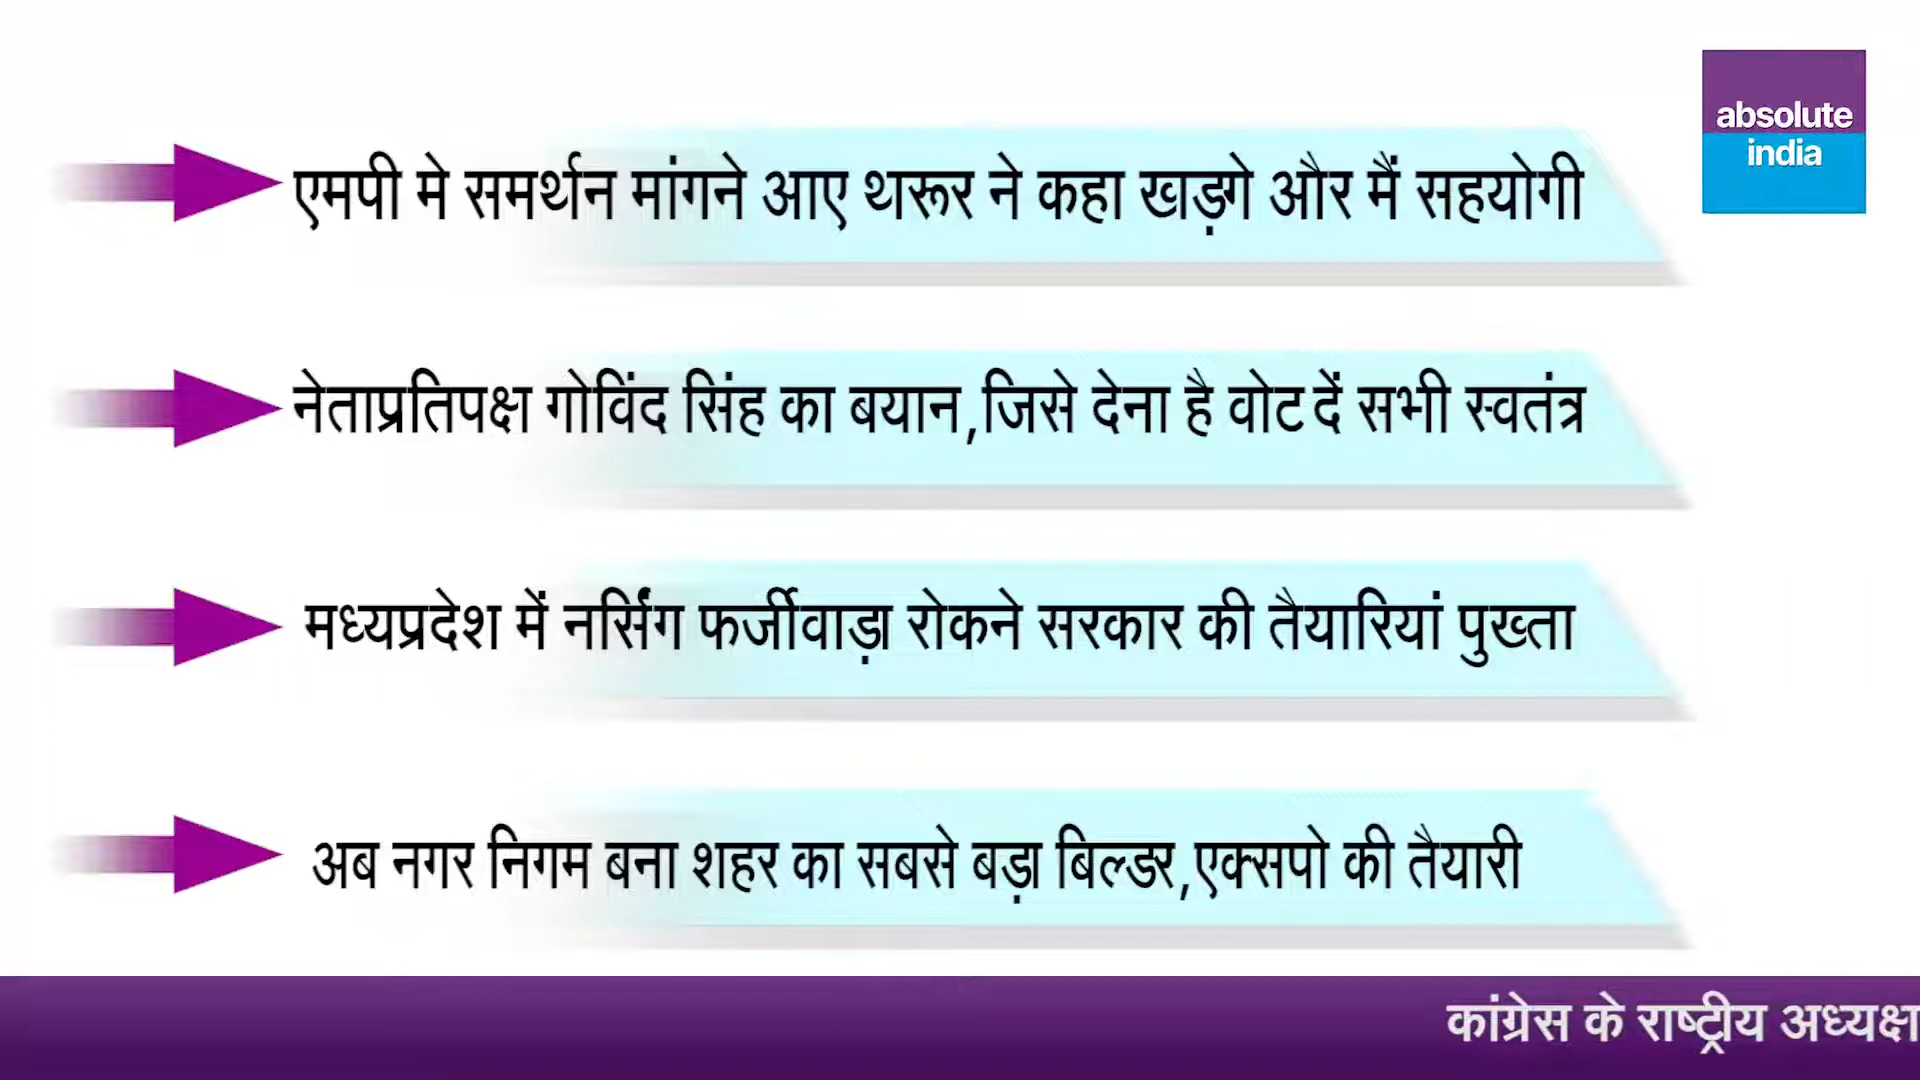 absolute
india
एमपी मे समर्थन मांगने आए थरूर ने कहा खड़गे और मैं सहयोगी
नेताप्रतिपक्ष गोविंद सिंह का बयान,जिसे देना है वोट दें सभी स्वतंत्र
मध्यप्रदेश में नर्सिंग फर्जीवाड़ा रोकने सरकार की तैयारियां पुख्ता
अब नगर निगम बना शहर का सबसे बड़ा बिल्डर,एक्सपो की तैयारी
कांग्रेस के राष्ट्रीय अध्यक्ष